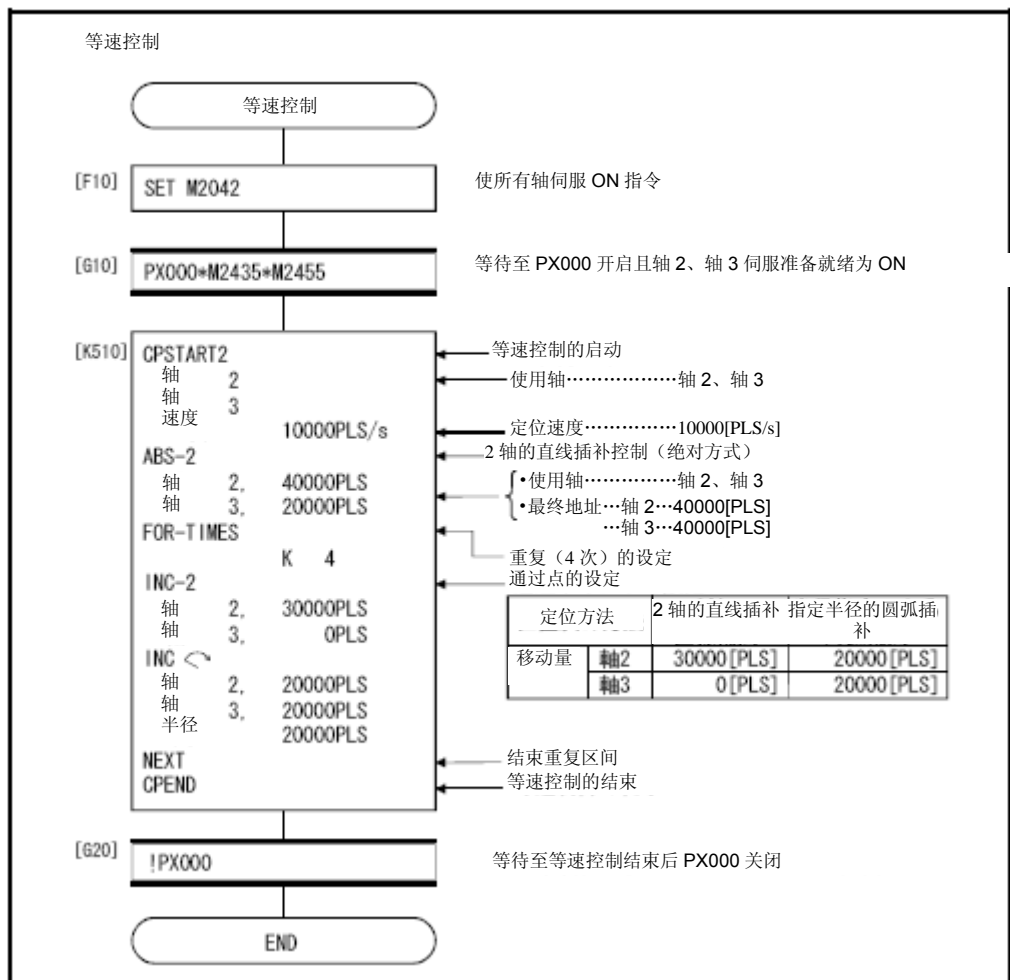 等速控制
等速控制
[F10] SET M2042 使所有轴伺服 ON 指令
[G10] PX000*M2435*M2455 等待至 PX000 开启且轴 2、轴 3 伺服准备就绪为 ON
[K510] CPSTART2 等速控制的启动
轴 2 使用轴………………轴 2、轴 3
轴 3
速度
10000PLS/s 定位速度……………10000[PLS/s]
ABS-2 2 轴的直线插补控制（绝对方式）
轴 2, 40000PLS •使用轴……………轴 2、轴 3
轴 3, 20000PLS •最终地址…轴 2…40000[PLS]
…轴 3…40000[PLS]
FOR-TIMES
K 4 重复（4 次）的设定
INC-2 通过点的设定
轴 2, 30000PLS
轴 3, 0PLS
INC
轴 2, 20000PLS
轴 3, 20000PLS
半径 20000PLS
定位方法 2 轴的直线插补 指定半径的圆弧插
补
移动量 軸2 30000[PLS] 20000[PLS]
軸3 0[PLS] 20000[PLS]
NEXT 结束重复区间
CPEND 等速控制的结束
[G20] !PX000 等待至等速控制结束后 PX000 关闭
END